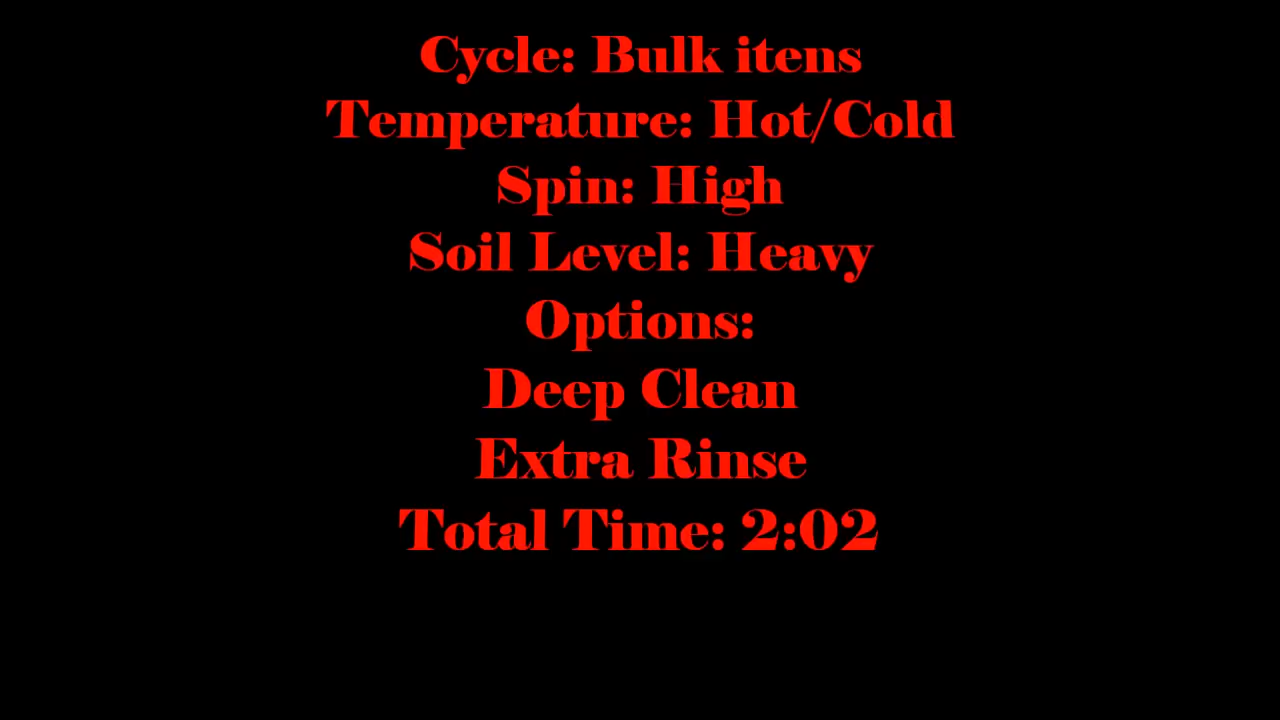 Cycle: Bulk itens
Temperature: Hot/Cold
Spin: High
Soil Level: Heavy
Options:
Deep Clean
Extra Rinse
Total Time: 2:02